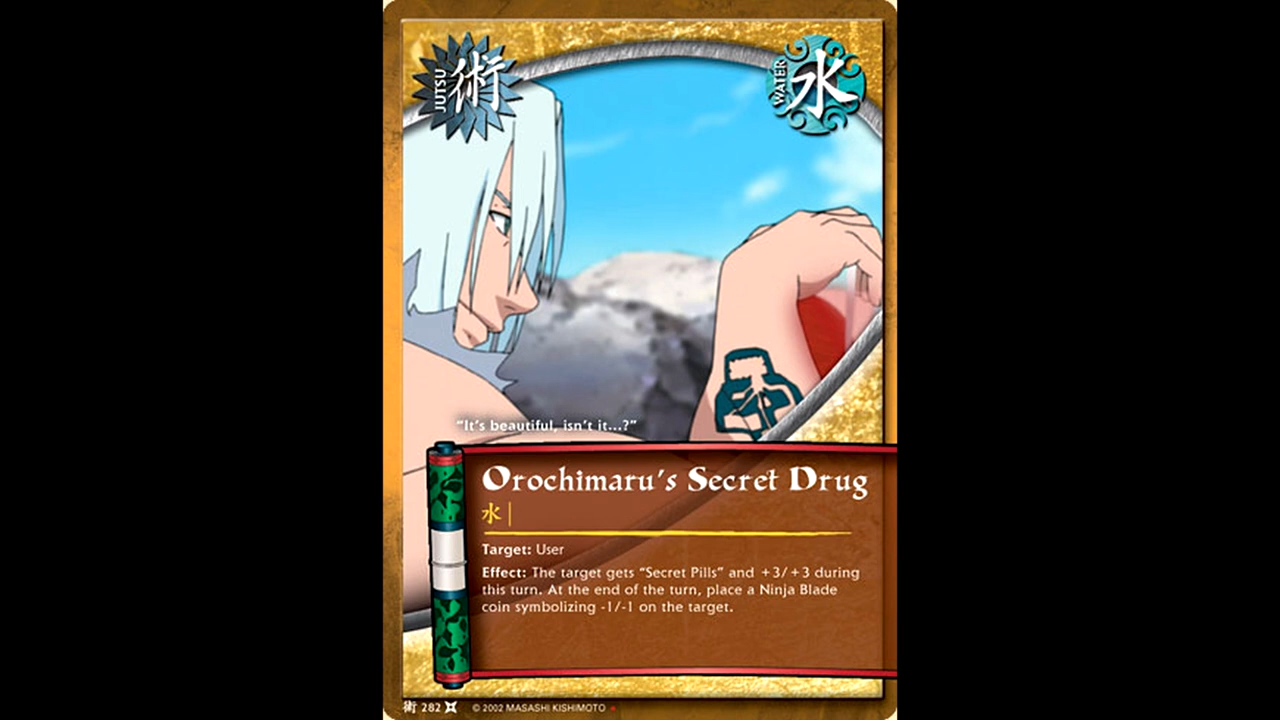 JUTSU 術
WATER 水
“It's beautiful, isn't it...?”
Orochimaru's Secret Drug
水 |
Target: User
Effect: The target gets “Secret Pills” and +3/+3 during
this turn. At the end of the turn, place a Ninja Blade
coin symbolizing -1/-1 on the target.
術 282 © 2002 MASASHI KISHIMOTO